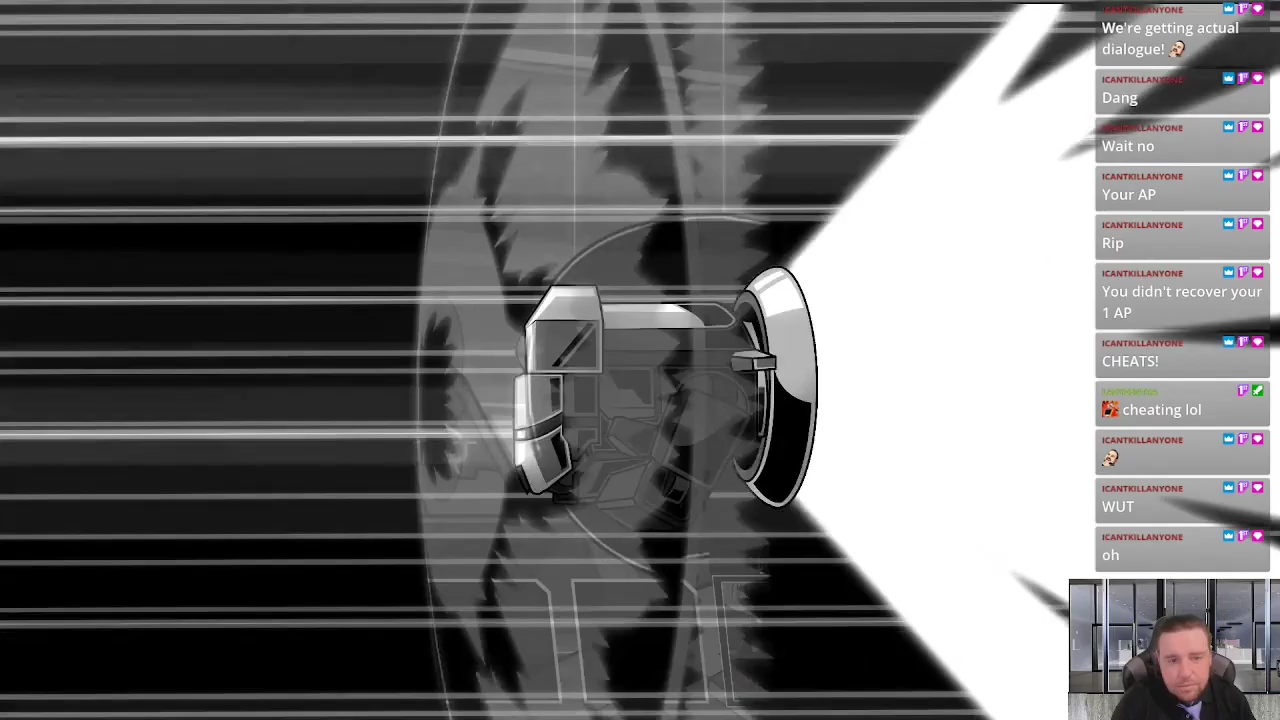 ICANTKILLANYONE
We're getting actual
dialogue!
ICANTKILLANYONE
Dang
ICANTKILLANYONE
Wait no
ICANTKILLANYONE
Your AP
ICANTKILLANYONE
Rip
ICANTKILLANYONE
You didn't recover your
1 AP
ICANTKILLANYONE
CHEATS!
cheating lol
ICANTKILLANYONE
ICANTKILLANYONE
WUT
ICANTKILLANYONE
oh